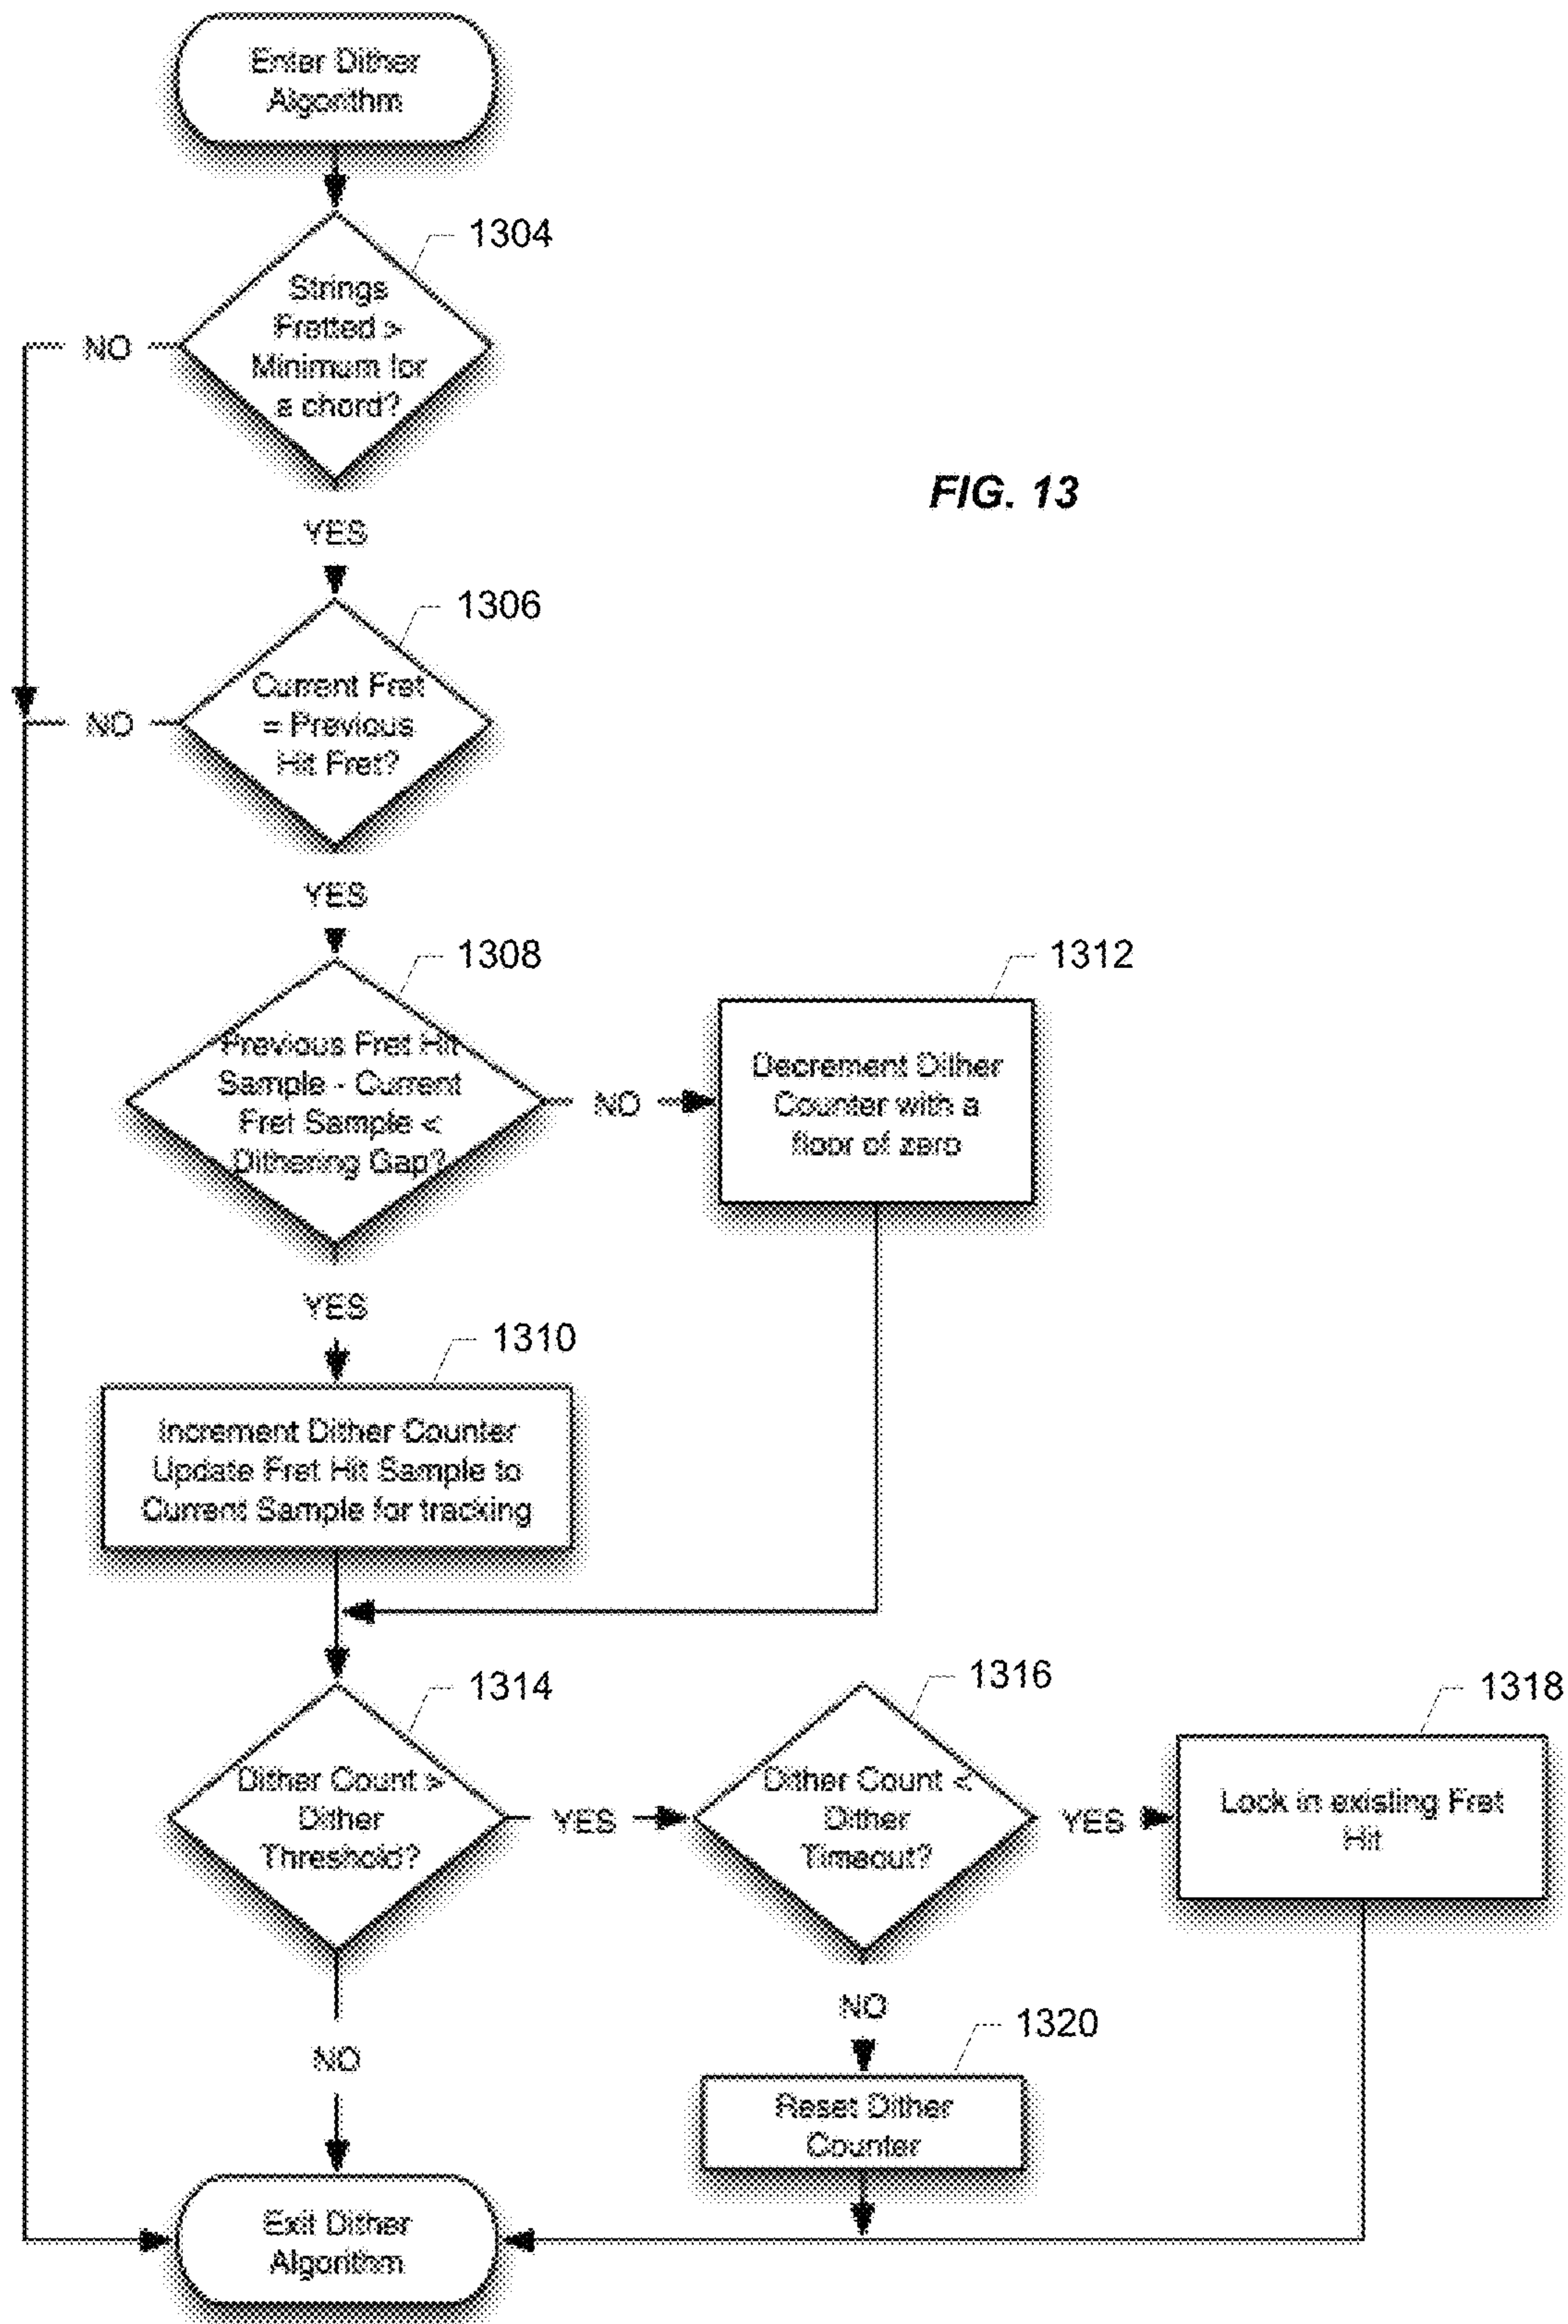 Enter Dither
Algorithm
1304
Strings
Fretted >
Minimum for
a chord?
NO
FIG. 13
YES
1306
Current Fret
= Previous
Hit Fret?
NO
YES
1308
1312
Previous Fret Hit
Sample - Current
Fret Sample <
Dithering Gap?
NO
Decrement Dither
Counter with a
floor of zero
YES
1310
Increment Dither Counter
Update Fret Hit Sample to
Current Sample for tracking
1314
1316
1318
Dither Count >
Dither
Threshold?
YES
Dither Count <
Dither
Timeout?
YES
Lock in existing Fret
Hit
NO
NO
1320
Reset Dither
Counter
Exit Dither
Algorithm